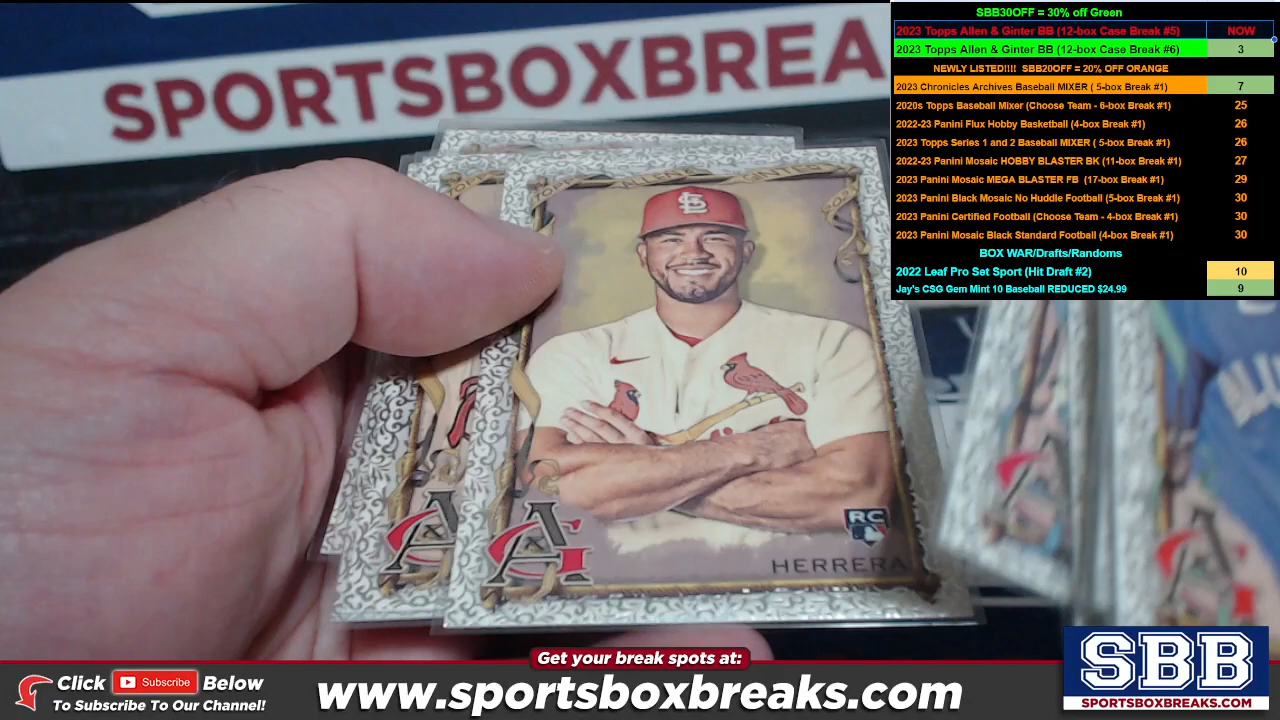 SPORTSBOXBREA
SBB30OFF = 30% off Green
2023 Topps Allen & Ginter BB (12-box Case Break #5) NOW
2023 Topps Allen & Ginter BB (12-box Case Break #6) 3
NEWLY LISTED!!!! SBB20OFF = 20% OFF ORANGE
2023 Chronicles Archives Baseball MIXER ( 5-box Break #1) 7
2020s Topps Baseball Mixer (Choose Team - 6-box Break #1) 25
2022-23 Panini Flux Hobby Basketball (4-box Break #1) 26
2023 Topps Series 1 and 2 Baseball MIXER ( 5-box Break #1) 26
2022-23 Panini Mosaic HOBBY BLASTER BK (11-box Break #1) 27
2023 Panini Mosaic MEGA BLASTER FB (17-box Break #1) 29
2023 Panini Black Mosaic No Huddle Football (5-box Break #1) 30
2023 Panini Certified Football (Choose Team - 4-box Break #1) 30
2023 Panini Mosaic Black Standard Football (4-box Break #1) 30
BOX WAR/Drafts/Randoms
2022 Leaf Pro Set Sport (Hit Draft #2) 10
Jay's CSG Gem Mint 10 Baseball REDUCED $24.99 9
RC
A&G
HERRERA
Get your break spots at:
Click Subscribe Below
To Subscribe To Our Channel!
www.sportsboxbreaks.com
SBB
SPORTSBOXBREAKS.COM